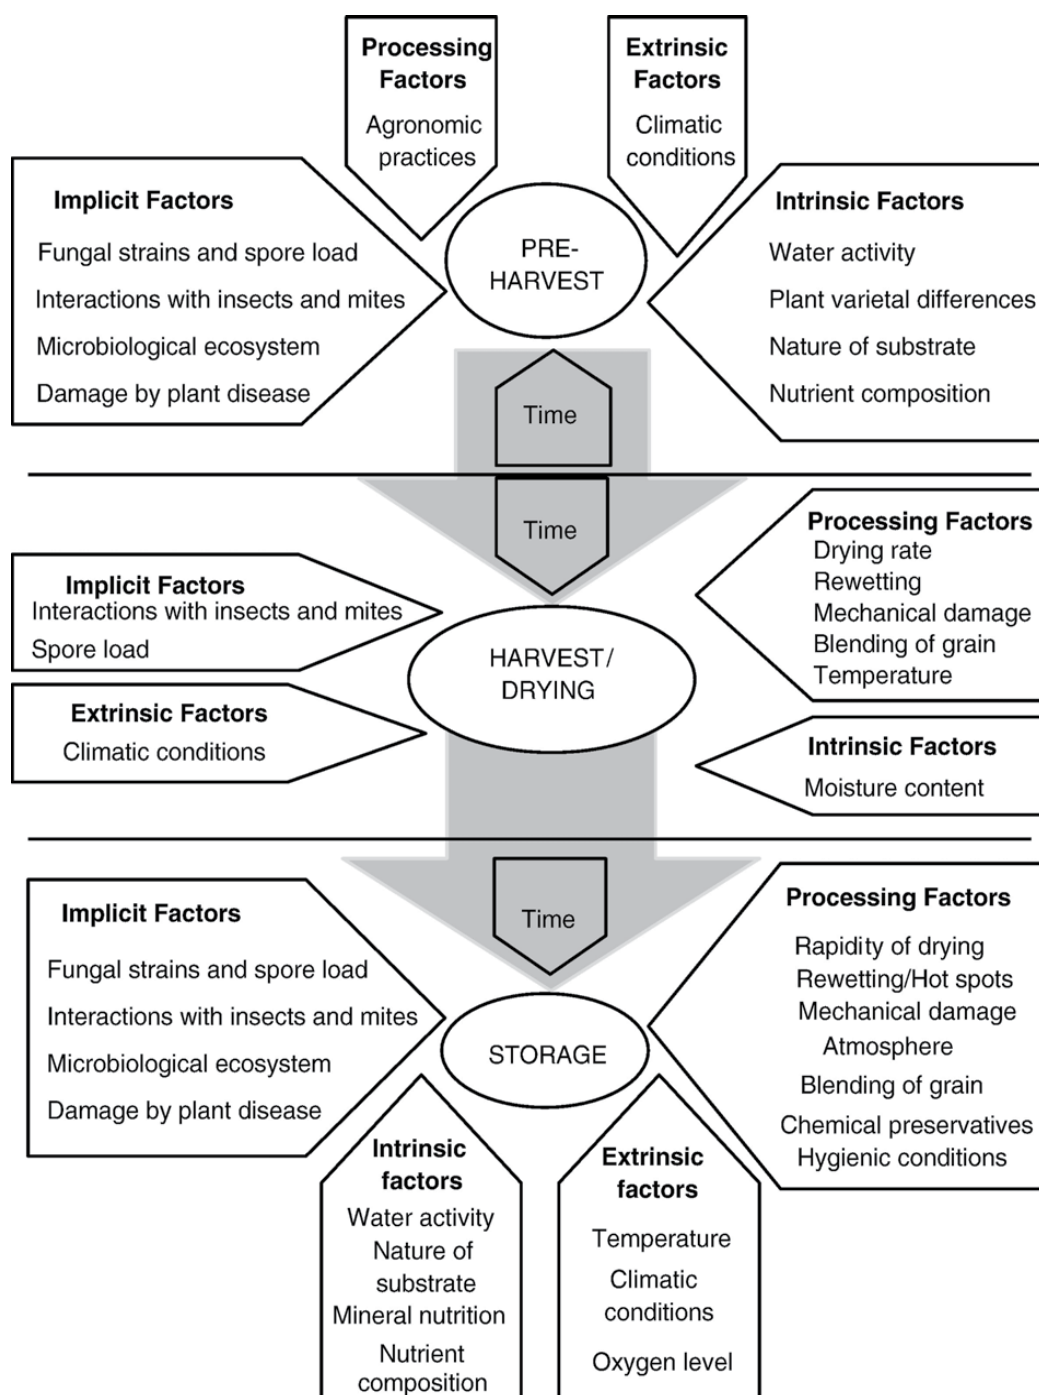 Processing
Factors
Agronomic
practices
Extrinsic
Factors
Climatic
conditions
Implicit Factors
Fungal strains and spore load
Interactions with insects and mites
Microbiological ecosystem
Damage by plant disease
PRE-
HARVEST
Intrinsic Factors
Water activity
Plant varietal differences
Nature of substrate
Nutrient composition
Time
Time
Implicit Factors
Interactions with insects and mites
Spore load
Extrinsic Factors
Climatic conditions
HARVEST/
DRYING
Processing Factors
Drying rate
Rewetting
Mechanical damage
Blending of grain
Temperature
Intrinsic Factors
Moisture content
Time
Implicit Factors
Fungal strains and spore load
Interactions with insects and mites
Microbiological ecosystem
Damage by plant disease
STORAGE
Processing Factors
Rapidity of drying
Rewetting/Hot spots
Mechanical damage
Atmosphere
Blending of grain
Chemical preservatives
Hygienic conditions
Intrinsic
factors
Water activity
Nature of
substrate
Mineral nutrition
Nutrient
composition
Extrinsic
factors
Temperature
Climatic
conditions
Oxygen level